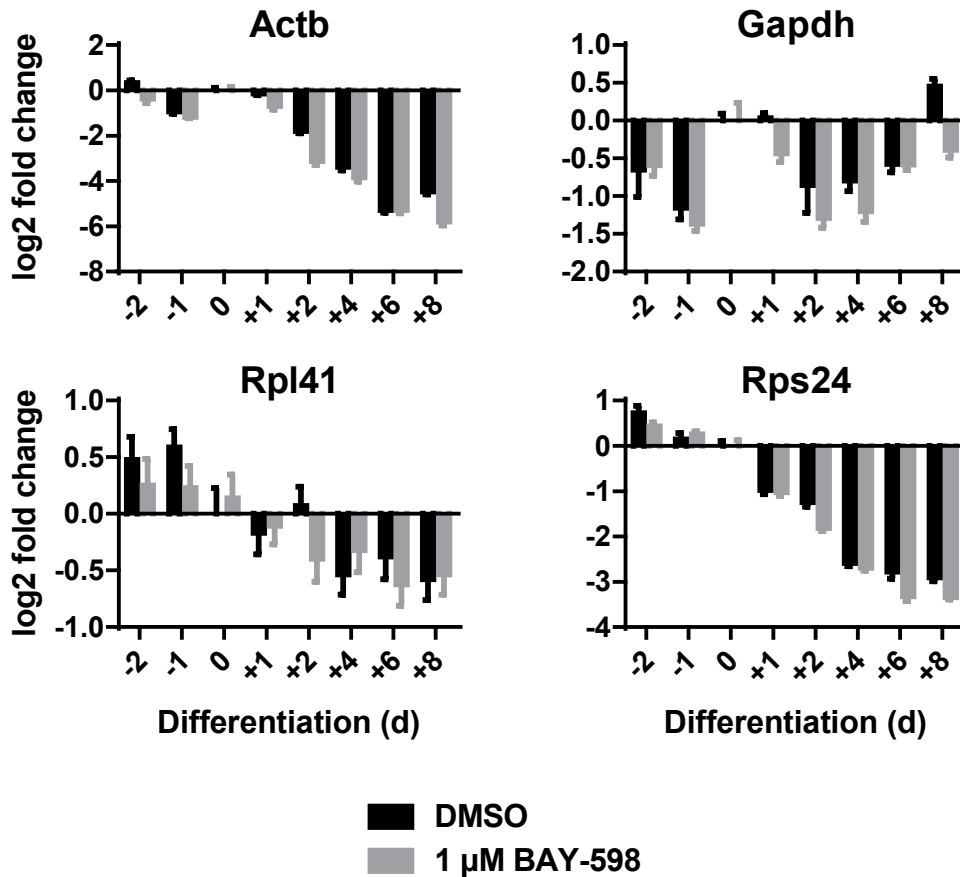 Actb
log2 fold change
2
0
-2
-4
-6
-8
-2 -1 0 +1 +2 +4 +6 +8
Gapdh
1.0
0.5
0.0
-0.5
-1.0
-1.5
-2.0
-2 -1 0 +1 +2 +4 +6 +8
Rpl41
log2 fold change
1.0
0.5
0.0
-0.5
-1.0
-2 -1 0 +1 +2 +4 +6 +8
Differentiation (d)
Rps24
1
0
-1
-2
-3
-4
-2 -1 0 +1 +2 +4 +6 +8
Differentiation (d)
DMSO
1 µM BAY-598